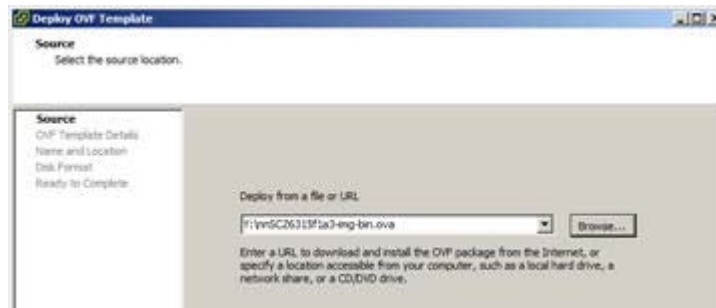 Deploy OVF Template
Source
Select the source location.
Source
OVF Template Details
Name and Location
Disk Format
Ready to Complete
Deploy from a file or URL
Browse...
Enter a URL to download and install the OVF package from the Internet, or
specify a location accessible from your computer, such as a local hard drive, a
network share, or a CD/DVD drive.